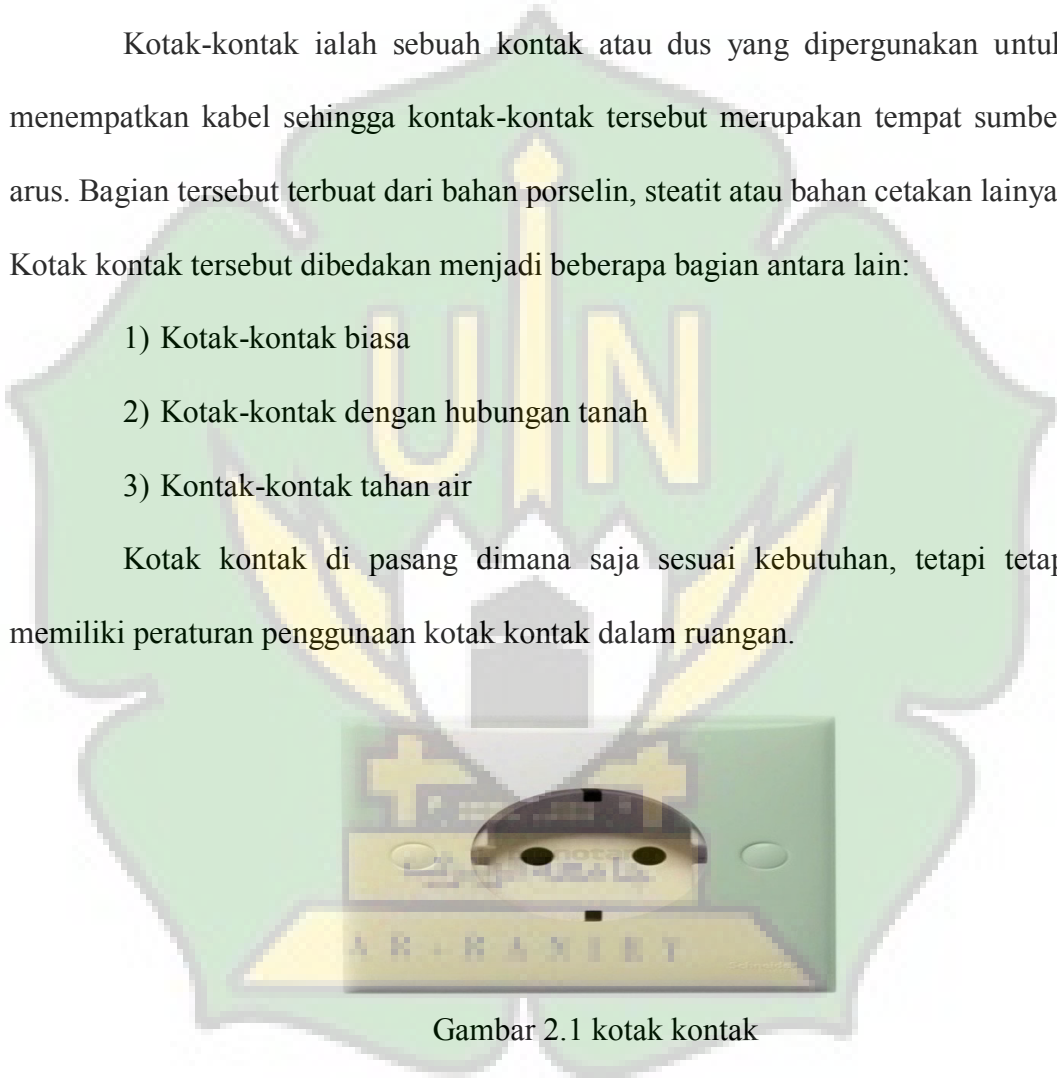 Kotak-kontak ialah sebuah kontak atau dus yang dipergunakan untuk
menempatkan kabel sehingga kontak-kontak tersebut merupakan tempat sumbe
arus. Bagian tersebut terbuat dari bahan porselin, steatit atau bahan cetakan lainya
Kotak kontak tersebut dibedakan menjadi beberapa bagian antara lain:
1) Kotak-kontak biasa
2) Kotak-kontak dengan hubungan tanah
3) Kontak-kontak tahan air
Kotak kontak di pasang dimana saja sesuai kebutuhan, tetapi tetap
memiliki peraturan penggunaan kotak kontak dalam ruangan.
UIN
AR-RANIRY
Schneider
Gambar 2.1 kotak kontak